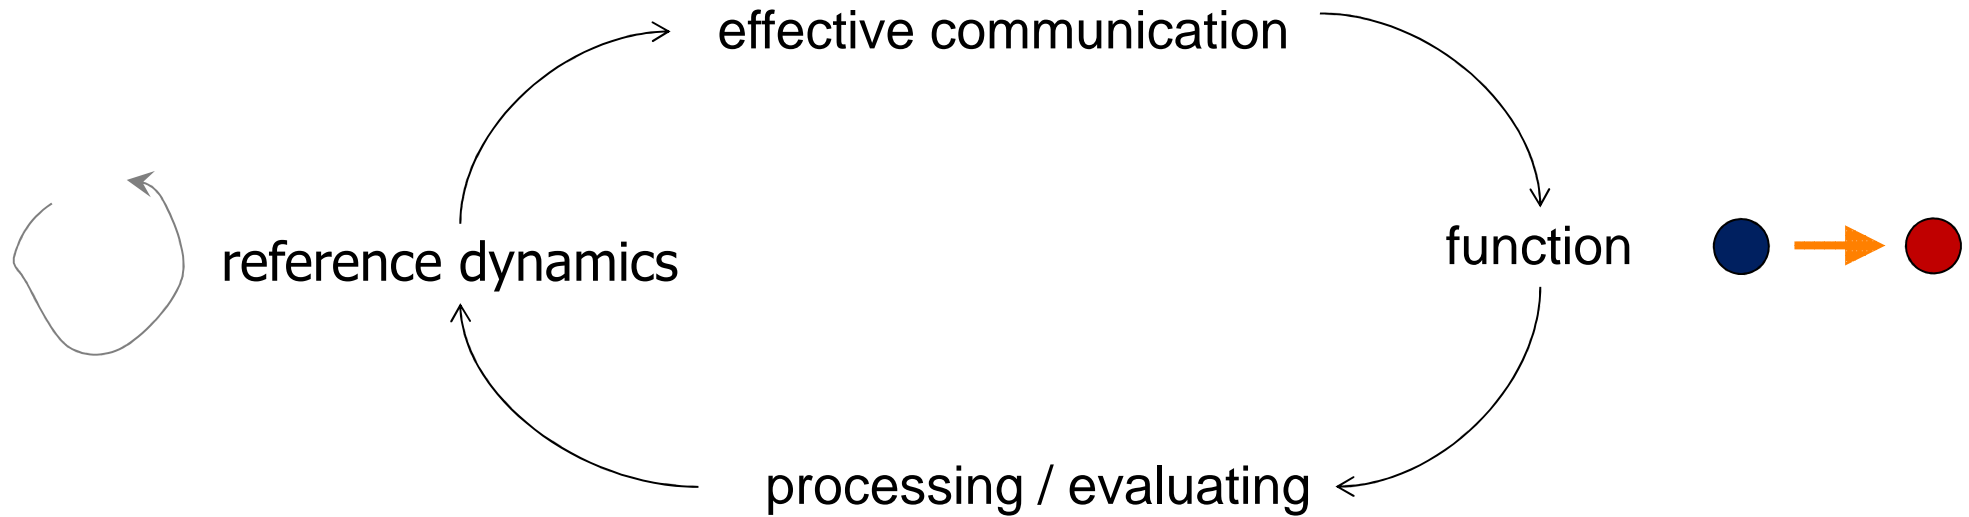 effective communication
reference dynamics
function
processing / evaluating